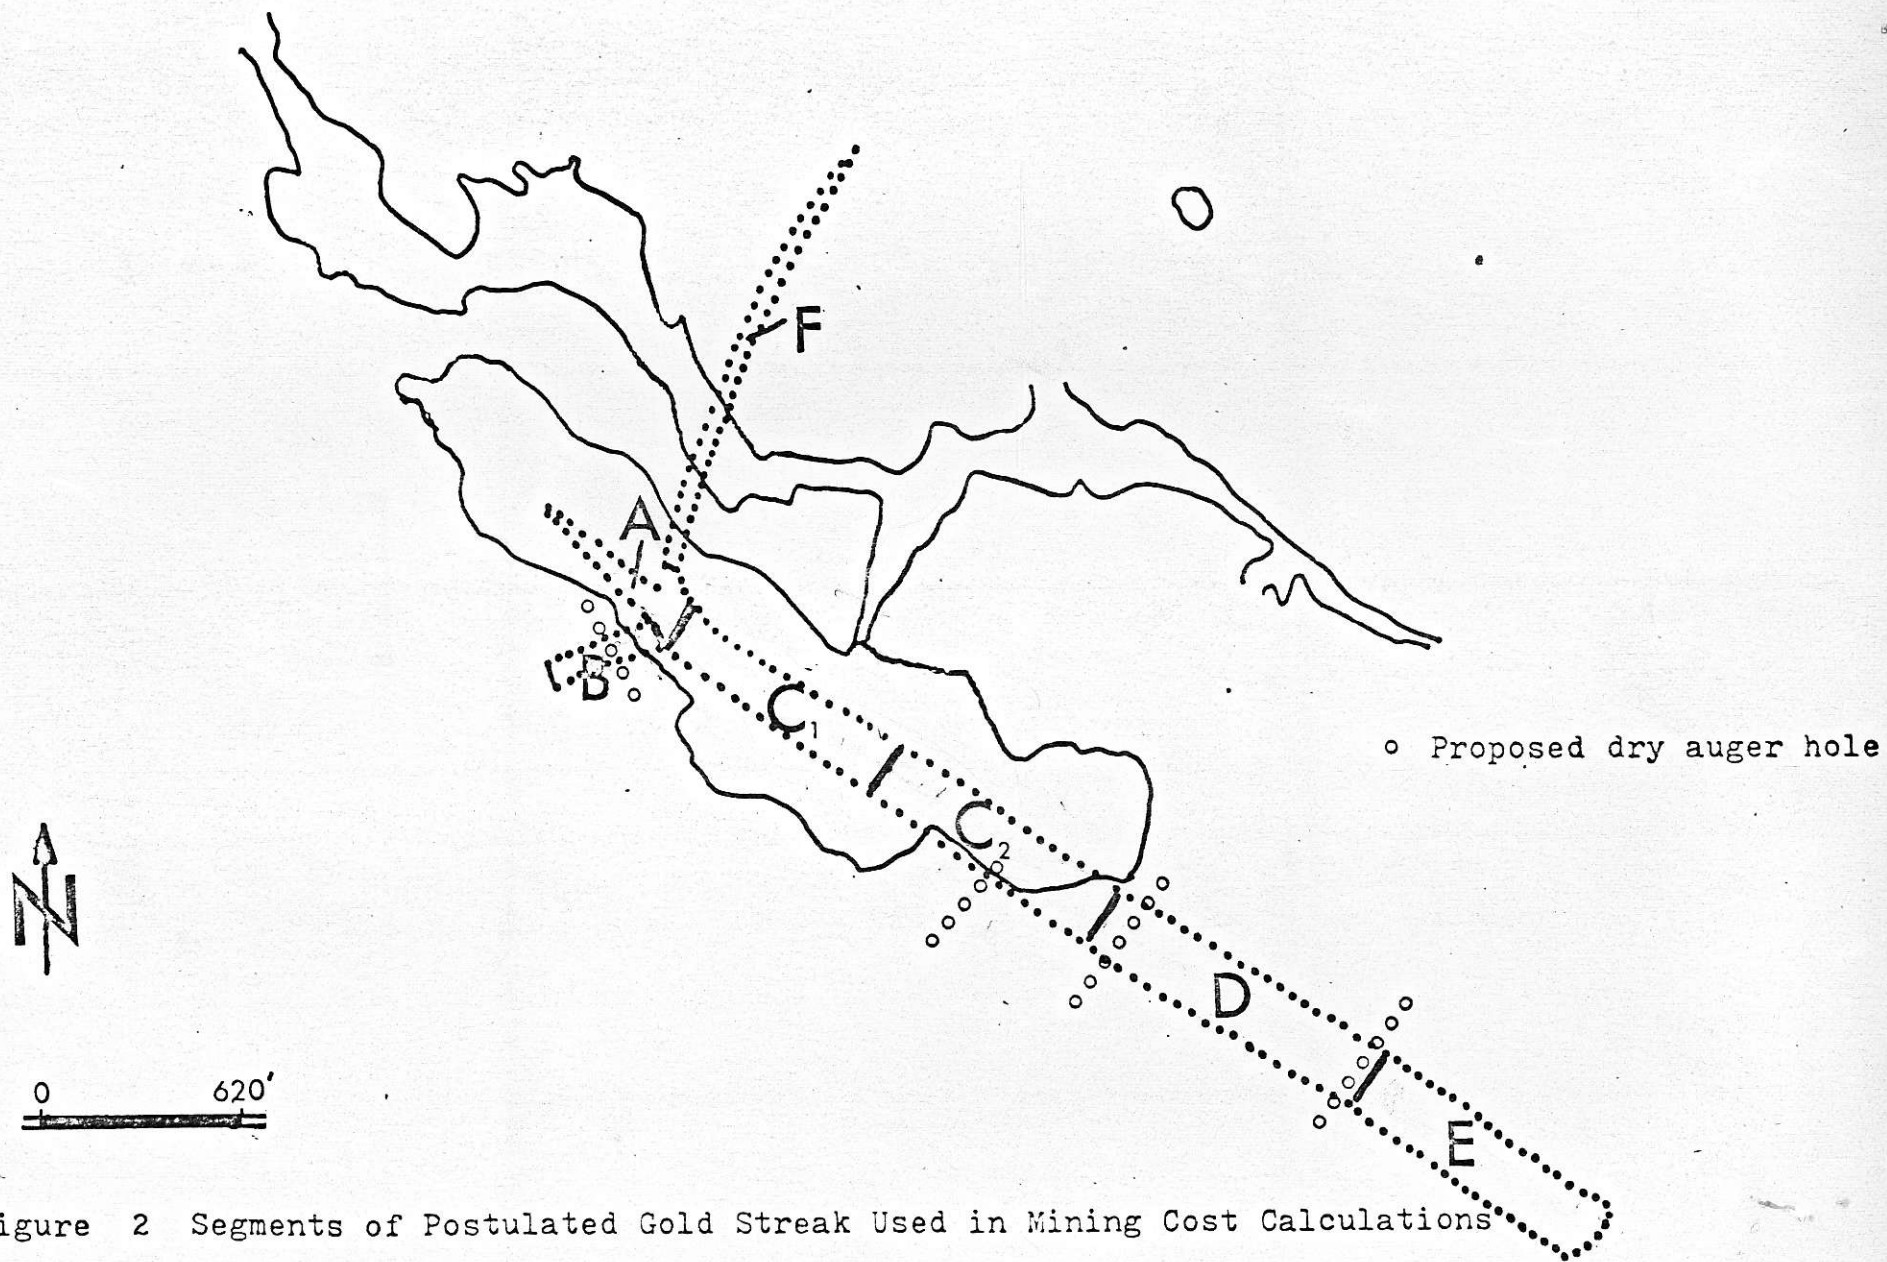 F
A
B
C1
C2
o Proposed dry auger hole
N
D
0 620'
E
igure 2 Segments of Postulated Gold Streak Used in Mining Cost Calculations